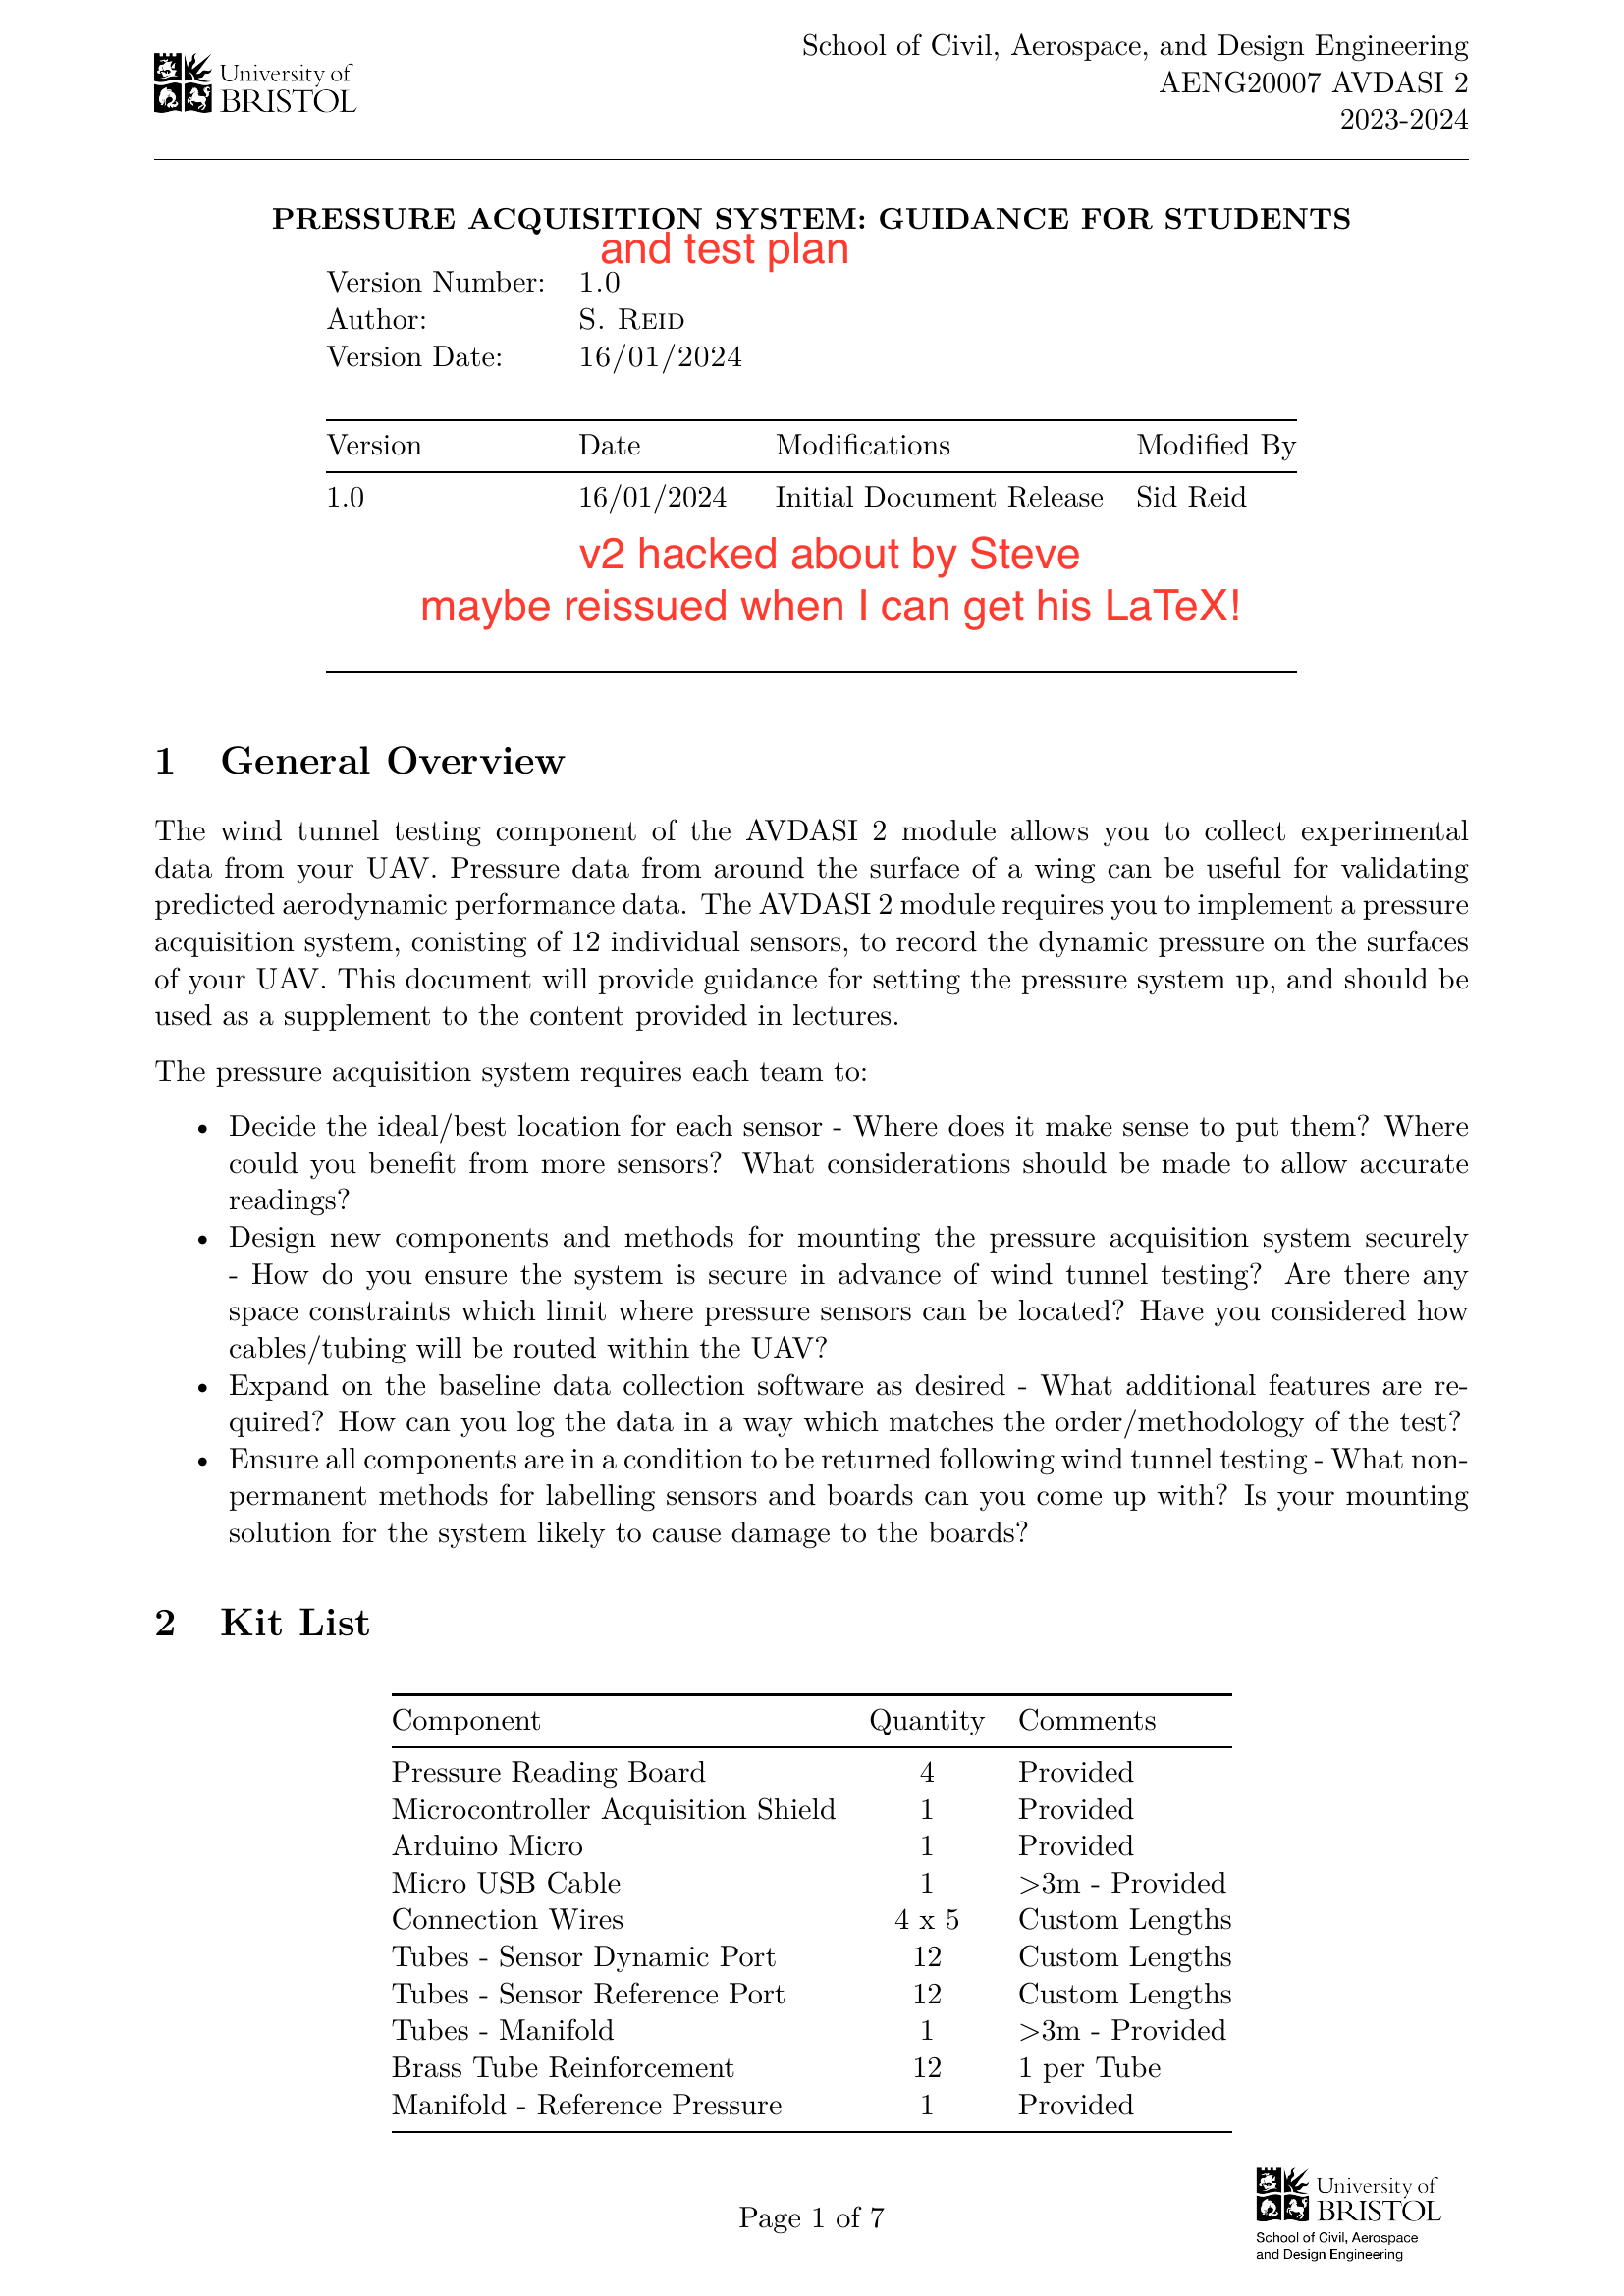 University of
BRISTOL
School of Civil, Aerospace, and Design Engineering
AENG20007 AVDASI 2
2023-2024
PRESSURE ACQUISITION SYSTEM: GUIDANCE FOR STUDENTS
and test plan
Version Number: 1.0
Author: S. REID
Version Date: 16/01/2024
Version Date Modifications Modified By
1.0 16/01/2024 Initial Document Release Sid Reid
v2 hacked about by Steve
maybe reissued when I can get his LaTeX!
1 General Overview
The wind tunnel testing component of the AVDASI 2 module allows you to collect experimental
data from your UAV. Pressure data from around the surface of a wing can be useful for validating
predicted aerodynamic performance data. The AVDASI 2 module requires you to implement a pressure
acquisition system, conisting of 12 individual sensors, to record the dynamic pressure on the surfaces
of your UAV. This document will provide guidance for setting the pressure system up, and should be
used as a supplement to the content provided in lectures.
The pressure acquisition system requires each team to:
• Decide the ideal/best location for each sensor - Where does it make sense to put them? Where
could you benefit from more sensors? What considerations should be made to allow accurate
readings?
• Design new components and methods for mounting the pressure acquisition system securely
- How do you ensure the system is secure in advance of wind tunnel testing? Are there any
space constraints which limit where pressure sensors can be located? Have you considered how
cables/tubing will be routed within the UAV?
• Expand on the baseline data collection software as desired - What additional features are re-
quired? How can you log the data in a way which matches the order/methodology of the test?
• Ensure all components are in a condition to be returned following wind tunnel testing - What non-
permanent methods for labelling sensors and boards can you come up with? Is your mounting
solution for the system likely to cause damage to the boards?
2 Kit List
Component Quantity Comments
Pressure Reading Board 4 Provided
Microcontroller Acquisition Shield 1 Provided
Arduino Micro 1 Provided
Micro USB Cable 1 >3m - Provided
Connection Wires 4 x 5 Custom Lengths
Tubes - Sensor Dynamic Port 12 Custom Lengths
Tubes - Sensor Reference Port 12 Custom Lengths
Tubes - Manifold 1 >3m - Provided
Brass Tube Reinforcement 12 1 per Tube
Manifold - Reference Pressure 1 Provided
Page 1 of 7
University of
BRISTOL
School of Civil, Aerospace
and Design Engineering